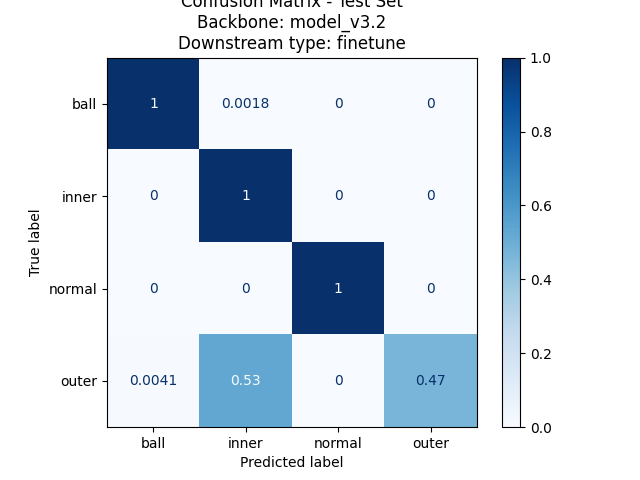 Confusion Matrix - Test Set
Backbone: model_v3.2
Downstream type: finetune
1.0
ball 1 0.0018 0 0
0.8
inner 0 1 0 0
0.6
True label
0.4
normal 0 0 1 0
0.2
outer 0.0041 0.53 0 0.47
0.0
ball inner normal outer
Predicted label